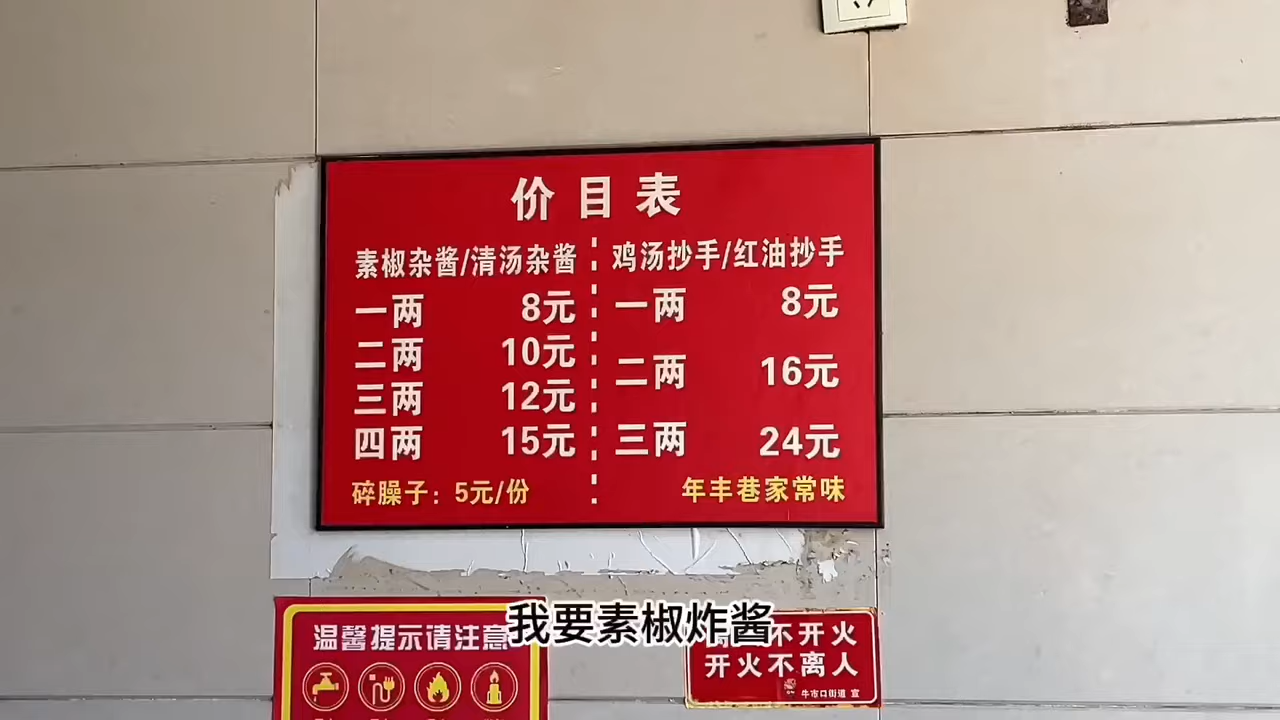 价目表
素椒杂酱/清汤杂酱
一两 8元
二两 10元
三两 12元
四两 15元
碎臊子：5元/份
鸡汤抄手/红油抄手
一两 8元
二两 16元
三两 24元
年丰巷家常味
我要素椒炸酱
温馨提示请注意
不开火
开火不离人
牛市口街道 宣